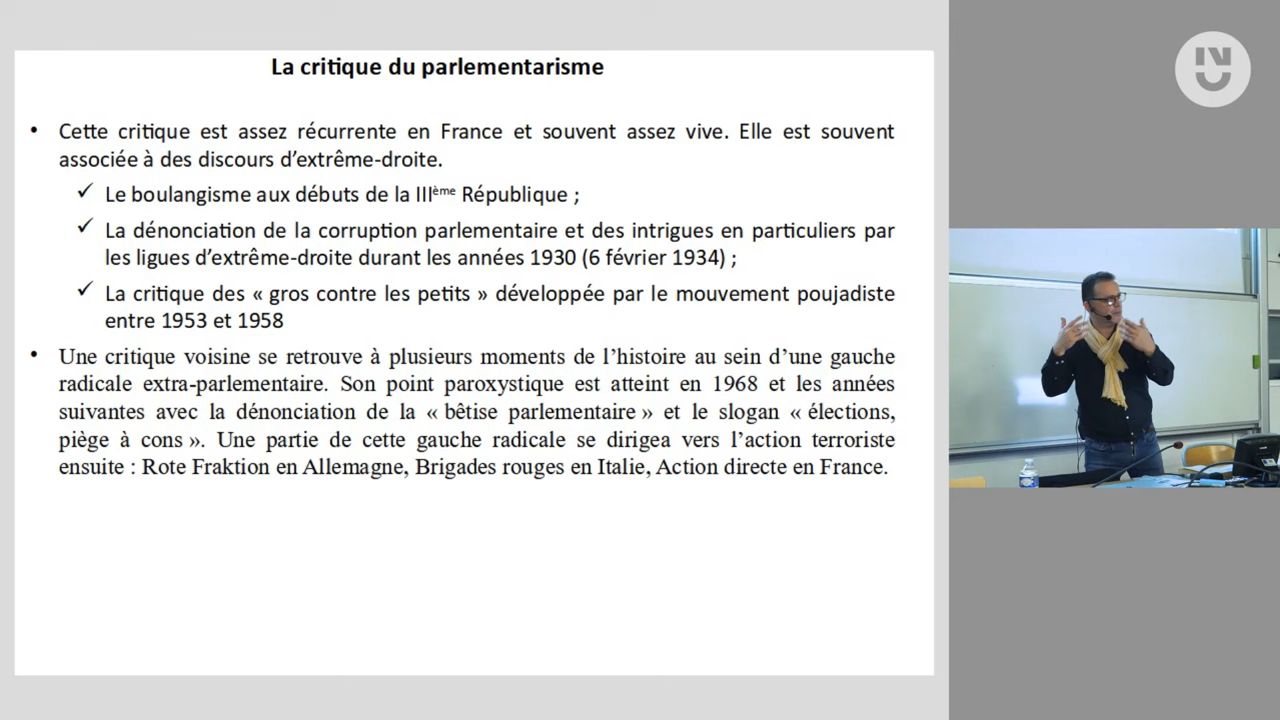 La critique du parlementarisme
• Cette critique est assez récurrente en France et souvent assez vive. Elle est souvent
associée à des discours d’extrême-droite.
✓ Le boulangisme aux débuts de la IIIème République ;
✓ La dénonciation de la corruption parlementaire et des intrigues en particuliers par
les ligues d’extrême-droite durant les années 1930 (6 février 1934) ;
✓ La critique des « gros contre les petits » développée par le mouvement poujadiste
entre 1953 et 1958
• Une critique voisine se retrouve à plusieurs moments de l’histoire au sein d’une gauche
radicale extra-parlementaire. Son point paroxystique est atteint en 1968 et les années
suivantes avec la dénonciation de la « bêtise parlementaire » et le slogan « élections,
piège à cons ». Une partie de cette gauche radicale se dirigea vers l’action terroriste
ensuite : Rote Fraktion en Allemagne, Brigades rouges en Italie, Action directe en France.